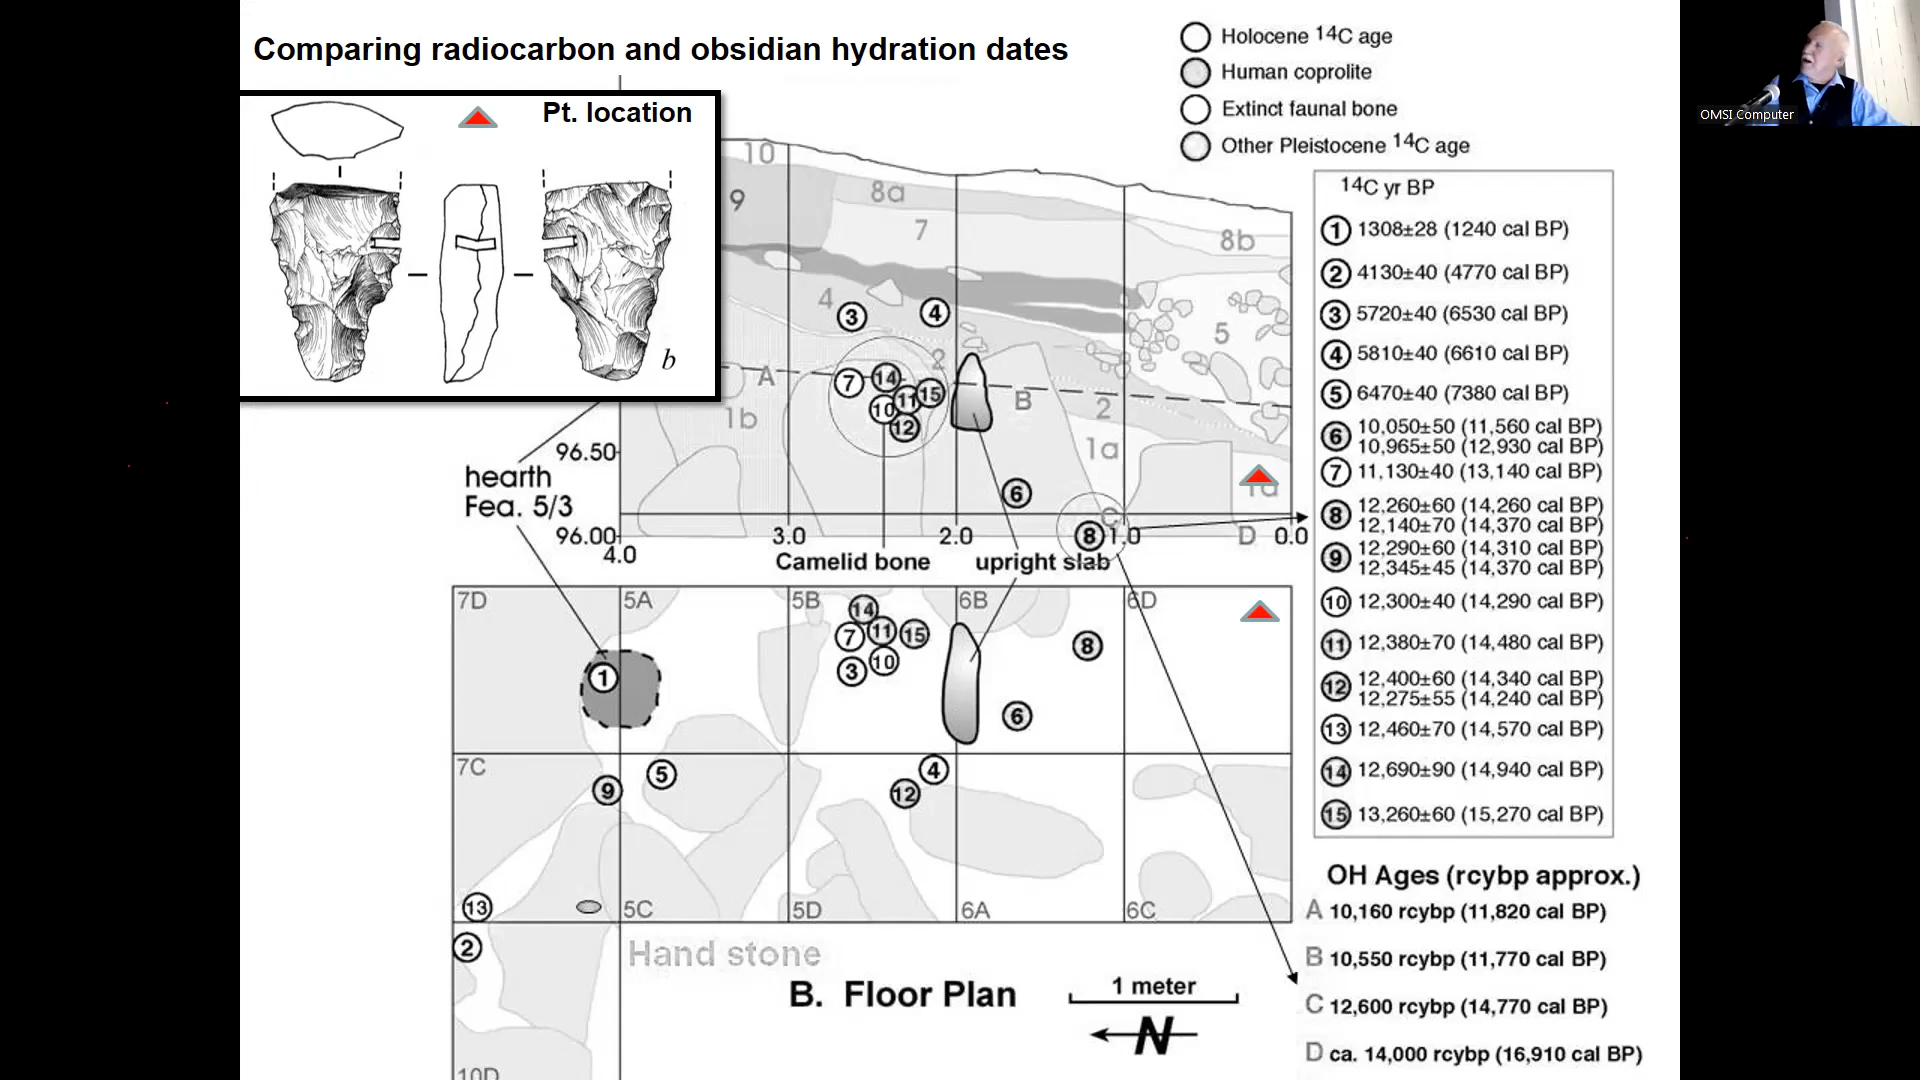 Comparing radiocarbon and obsidian hydration dates
Pt. location
b
Holocene 14C age
Human coprolite
Extinct faunal bone
Other Pleistocene 14C age
14C yr BP
1 1308±28 (1240 cal BP)
2 4130±40 (4770 cal BP)
3 5720±40 (6530 cal BP)
4 5810±40 (6610 cal BP)
5 6470±40 (7380 cal BP)
6 10,050±50 (11,560 cal BP)
10,965±50 (12,930 cal BP)
7 11,130±40 (13,140 cal BP)
8 12,260±60 (14,260 cal BP)
12,140±70 (14,370 cal BP)
9 12,290±60 (14,310 cal BP)
12,345±45 (14,370 cal BP)
10 12,300±40 (14,290 cal BP)
11 12,380±70 (14,480 cal BP)
12 12,400±60 (14,340 cal BP)
12,275±55 (14,240 cal BP)
13 12,460±70 (14,570 cal BP)
14 12,690±90 (14,940 cal BP)
15 13,260±60 (15,270 cal BP)
OH Ages (rcybp approx.)
A 10,160 rcybp (11,820 cal BP)
B 10,550 rcybp (11,770 cal BP)
C 12,600 rcybp (14,770 cal BP)
D ca. 14,000 rcybp (16,910 cal BP)
10
9
8a
7
8b
4
3
4
5
2
A
7
14
15
11
10
12
B
2
1b
1a
96.50
hearth
Fea. 5/3
6
1a
C
96.00
4.0
3.0
2.0
8
1.0
D
0.0
Camelid bone
upright slab
7D
5A
5B
6B
6D
14
7
11
15
3
10
8
1
6
7C
5
9
4
12
13
5C
5D
6A
6C
2
Hand stone
B. Floor Plan
1 meter
N
10D
OMSI Computer